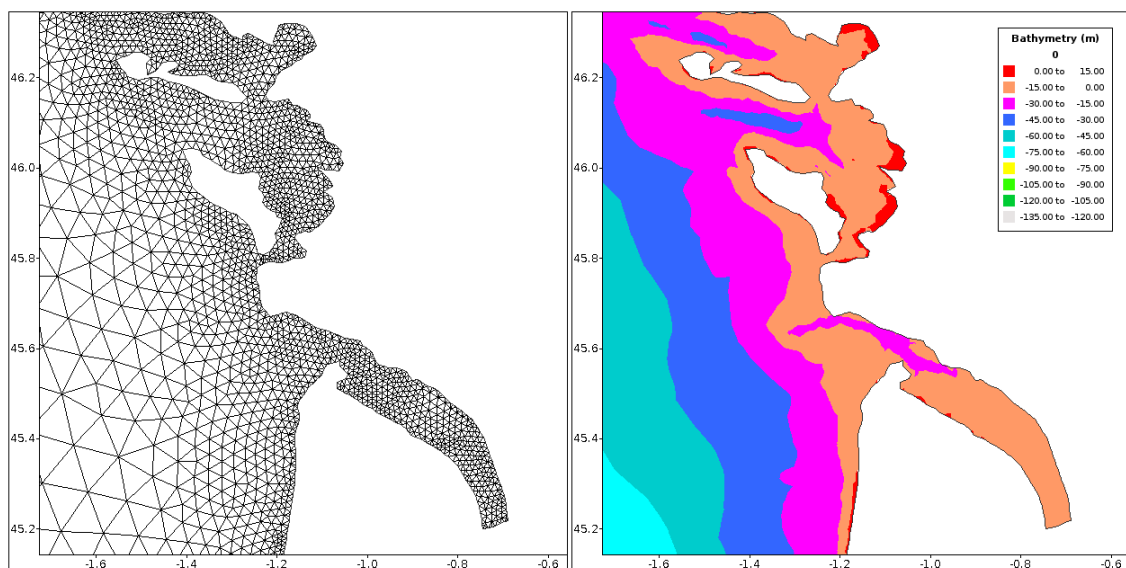 46.2
46.0
45.8
45.6
45.4
45.2
-1.6 -1.4 -1.2 -1.0 -0.8 -0.6
46.2
46.0
45.8
45.6
45.4
45.2
-1.6 -1.4 -1.2 -1.0 -0.8 -0.6
Bathymetry (m)
0
0.00 to 15.00
-15.00 to 0.00
-30.00 to -15.00
-45.00 to -30.00
-60.00 to -45.00
-75.00 to -60.00
-90.00 to -75.00
-105.00 to -90.00
-120.00 to -105.00
-135.00 to -120.00